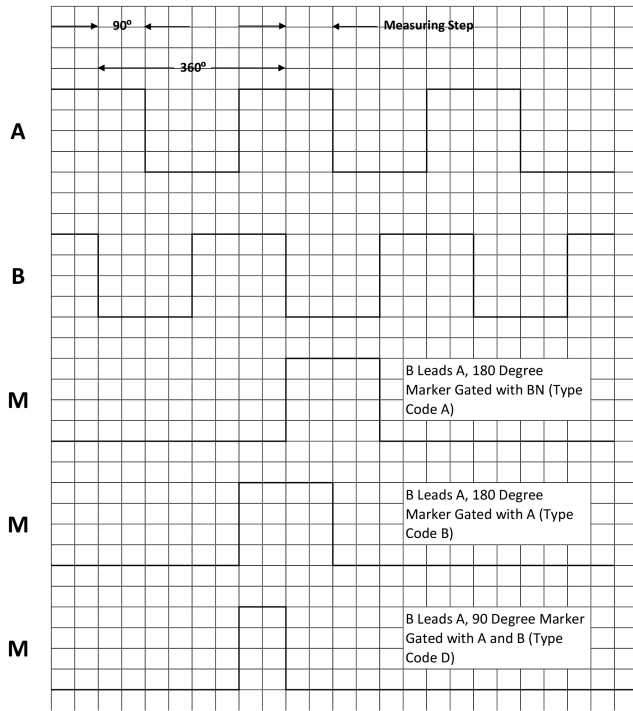 90º
Measuring Step
360º
A
B
M
B Leads A, 180 Degree
Marker Gated with BN (Type
Code A)
M
B Leads A, 180 Degree
Marker Gated with A (Type
Code B)
M
B Leads A, 90 Degree Marker
Gated with A and B (Type
Code D)